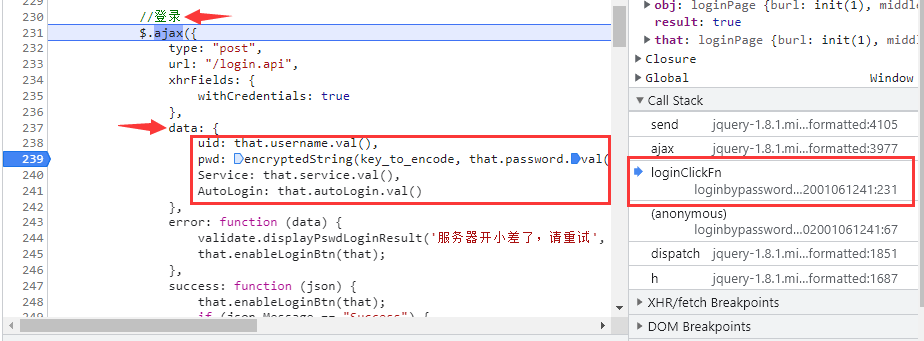 229
230 //登录
231 $.ajax({
232 type: "post",
233 url: "/login.api",
234 xhrFields: {
235 withCredentials: true
236 },
237 data: {
238 uid: that.username.val(),
239 pwd: encryptedString(key_to_encode, that.password.val(
240 Service: that.service.val(),
241 AutoLogin: that.autoLogin.val()
242 },
243 error: function (data) {
244 validate.displayPswdLoginResult('服务器开小差了，请重试',
245 that.enableLoginBtn(that);
246 },
247 success: function (json) {
248 that.enableLoginBtn(that);
249 if (json.Message == "Success") {
obj: loginPage {burl: init(1), middl
result: true
that: loginPage {burl: init(1), midd
Closure
Global Window
Call Stack
send jquery-1.8.1.mi…formatted:4105
ajax jquery-1.8.1.mi…formatted:3977
loginClickFn
loginbypassword…2001061241:231
(anonymous)
loginbypassword…02001061241:67
dispatch jquery-1.8.1.mi…formatted:1851
h jquery-1.8.1.mi…formatted:1687
XHR/fetch Breakpoints
DOM Breakpoints